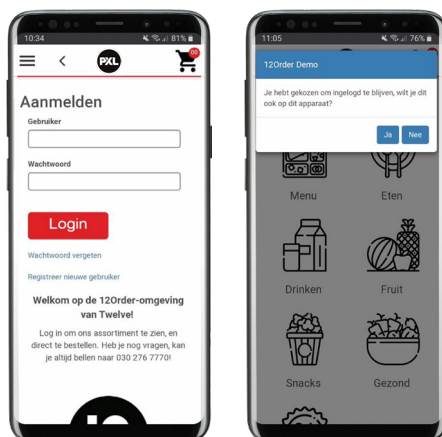 10:34
81%
PXL
00
Aanmelden
Gebruiker
Wachtwoord
Login
Wachtwoord vergeten
Registreer nieuwe gebruiker
Welkom op de 12Order-omgeving
van Twelve!
Log in om ons assortiment te zien, en
direct te bestellen. Heb je nog vragen, kan
je altijd bellen naar 030 276 7770!
11:05
76%
12Order Demo
Je hebt gekozen om ingelogd te blijven, wilt je dit
ook op dit apparaat?
Ja Nee
Menu Eten
Drinken Fruit
Snacks Gezond